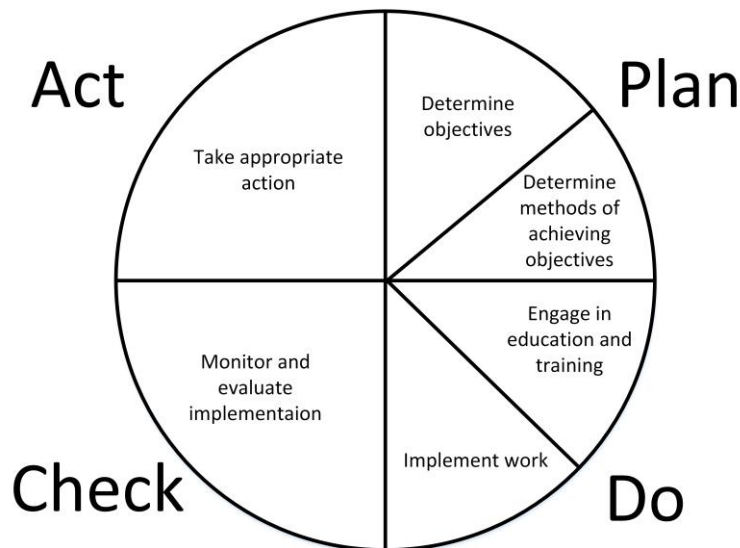 Act
Plan
Determine
objectives
Take appropriate
action
Determine
methods of
achieving
objectives
Engage in
education and
training
Monitor and
evaluate
implementaion
Implement work
Check
Do